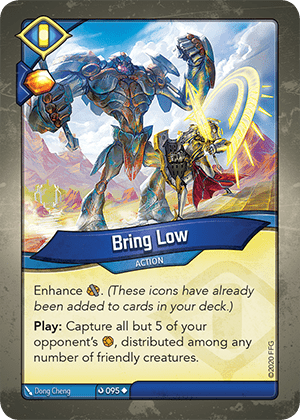 Bring Low
ACTION
Enhance . (These icons have already
been added to cards in your deck.)
Play: Capture all but 5 of your
opponent's , distributed among any
number of friendly creatures.
©2020 FFG
Dong Cheng
095